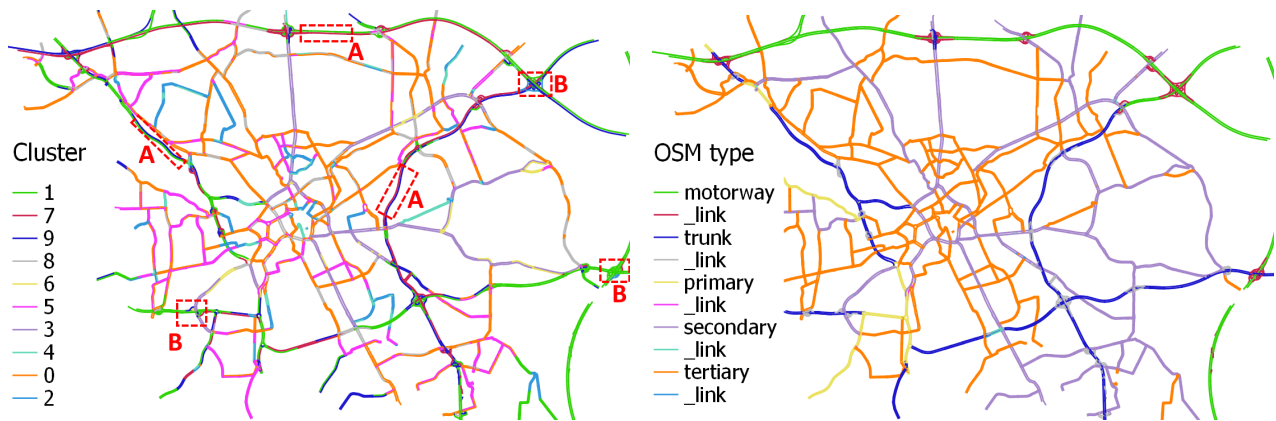 A
B
A
Cluster
1
7
9
8
6
5
3
4
0
2
A
B
B
OSM type
motorway
_link
trunk
_link
primary
_link
secondary
_link
tertiary
_link